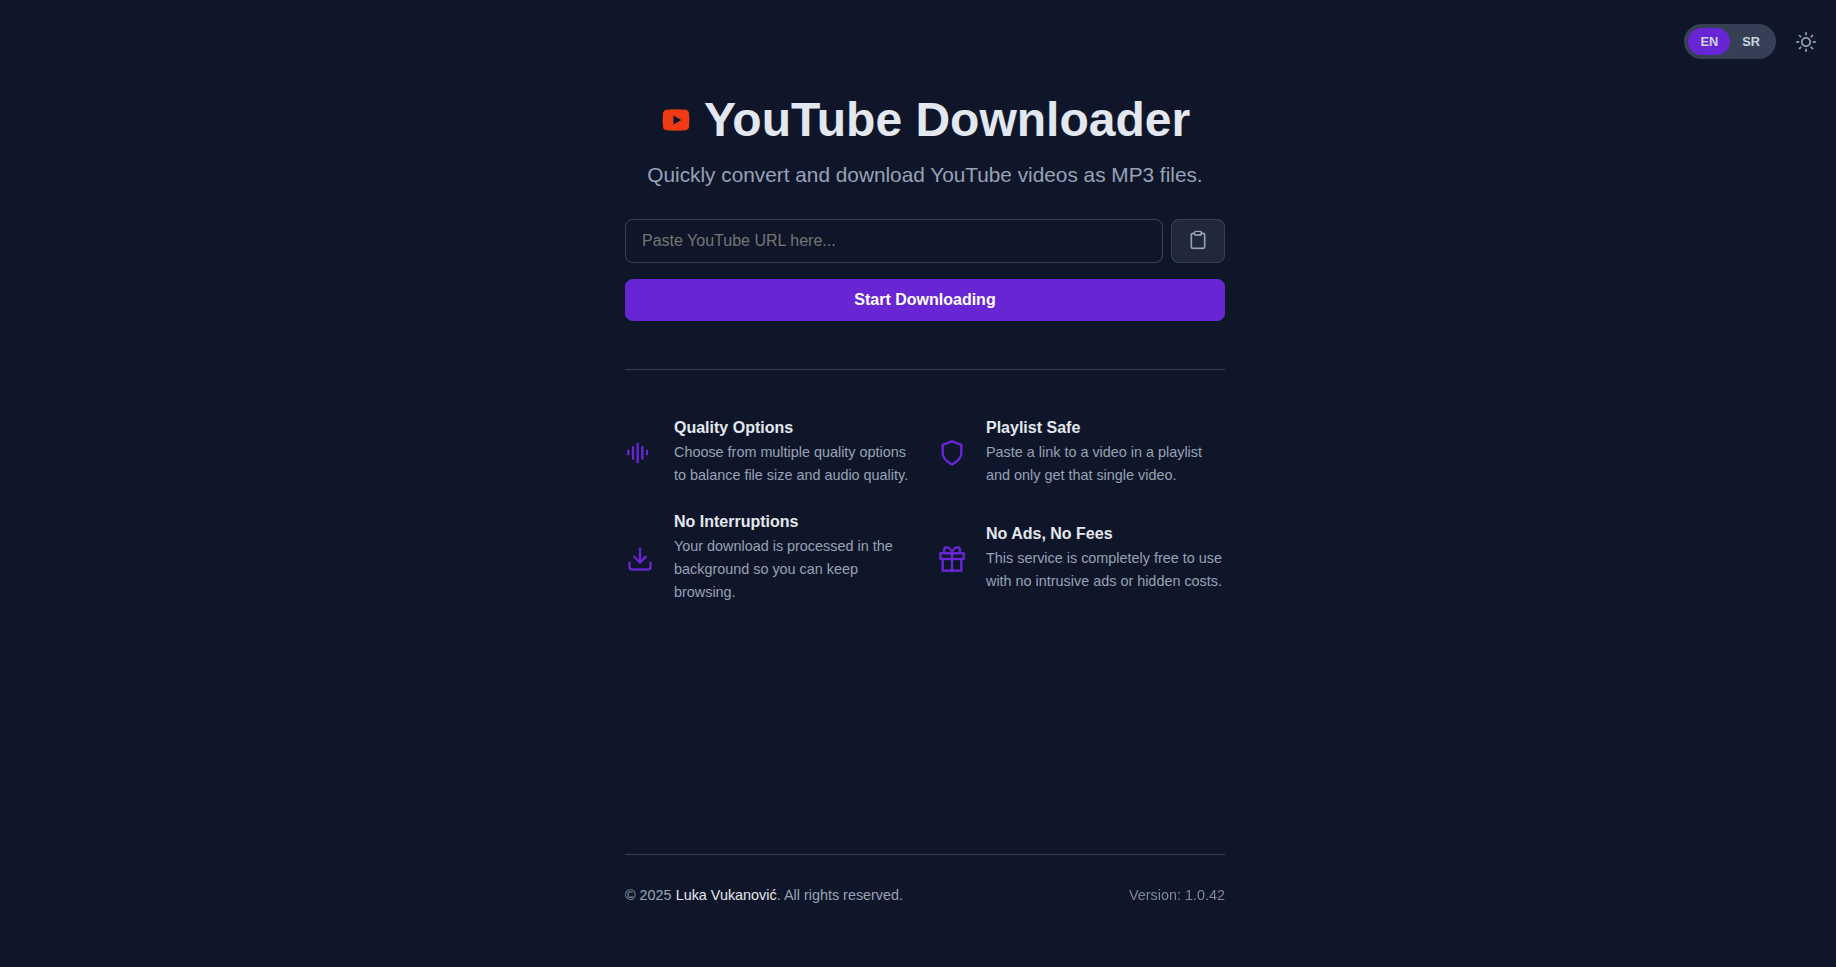 EN SR
YouTube Downloader
Quickly convert and download YouTube videos as MP3 files.
Paste YouTube URL here...
Start Downloading
Quality Options
Choose from multiple quality options
to balance file size and audio quality.
Playlist Safe
Paste a link to a video in a playlist
and only get that single video.
No Interruptions
Your download is processed in the
background so you can keep
browsing.
No Ads, No Fees
This service is completely free to use
with no intrusive ads or hidden costs.
© 2025 Luka Vukanović. All rights reserved.
Version: 1.0.42